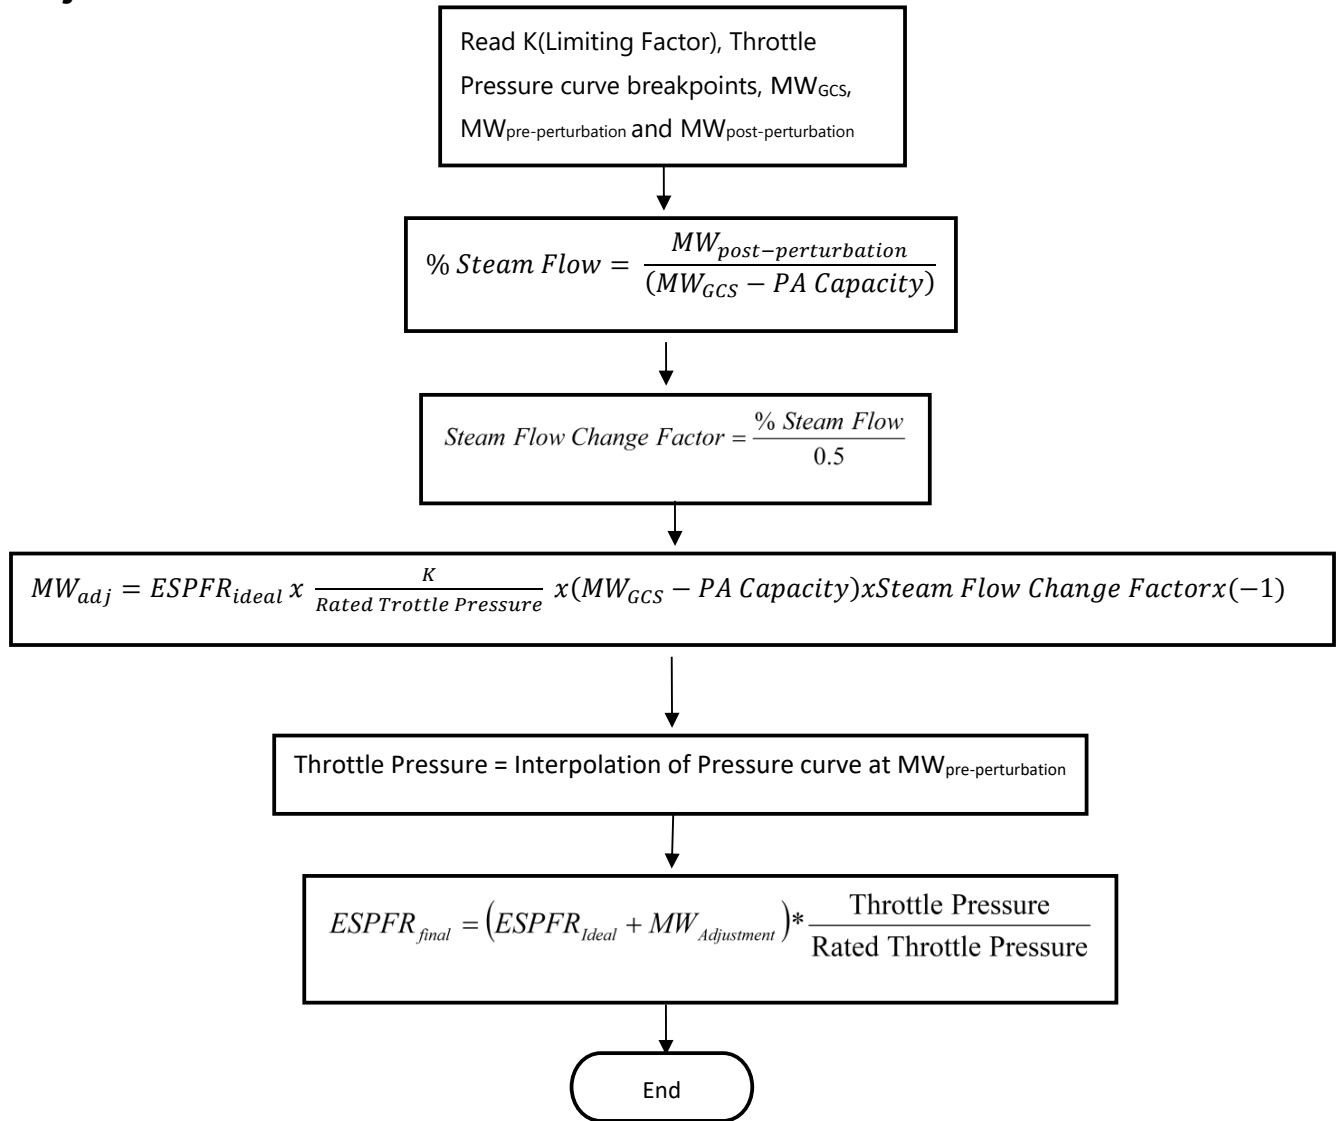 Read K(Limiting Factor), Throttle
Pressure curve breakpoints, MWGCS,
MWpre-perturbation and MWpost-perturbation
% Steam Flow = MWpost−perturbation / (MWGCS − PA Capacity)
Steam Flow Change Factor = % Steam Flow / 0.5
MWadj = ESPFRideal x K / Rated Trottle Pressure x(MWGCS − PA Capacity)xSteam Flow Change Factorx(−1)
Throttle Pressure = Interpolation of Pressure curve at MWpre-perturbation
ESPFRfinal = (ESPFRIdeal + MWAdjustment)* Throttle Pressure / Rated Throttle Pressure
End